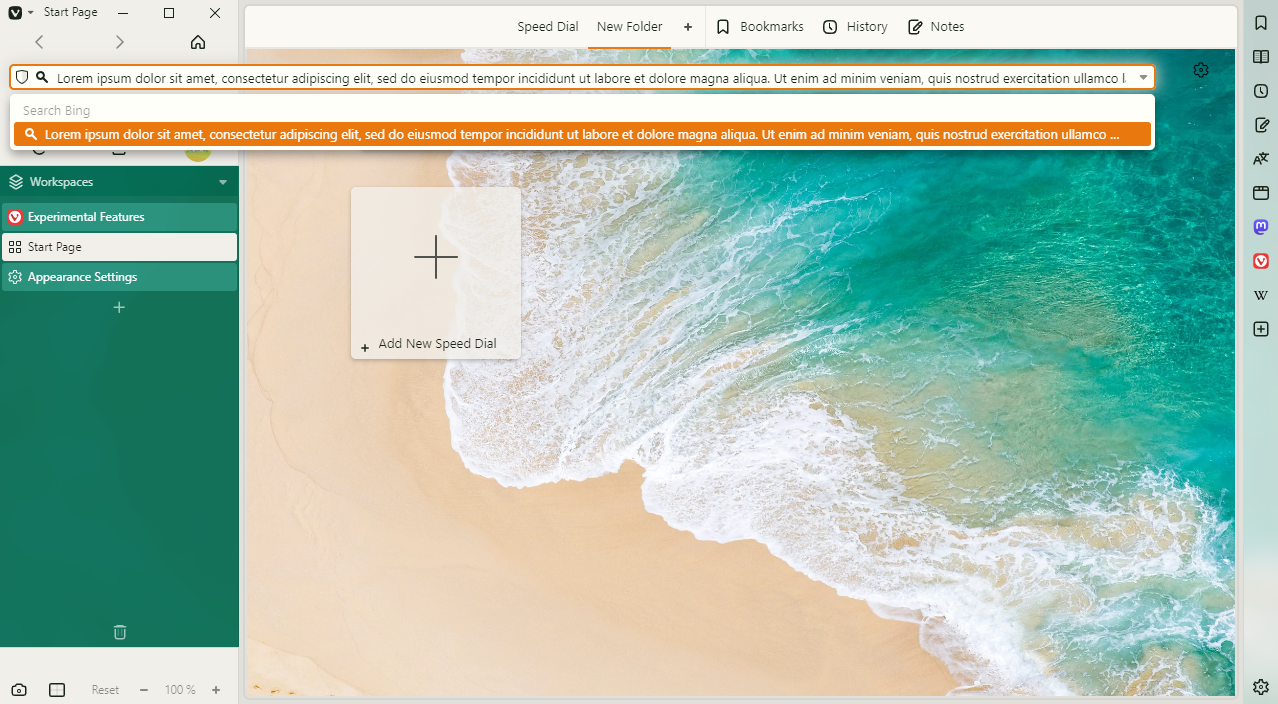 Start Page
Speed Dial
New Folder
Bookmarks
History
Notes
Lorem ipsum dolor sit amet, consectetur adipiscing elit, sed do eiusmod tempor incididunt ut labore et dolore magna aliqua. Ut enim ad minim veniam, quis nostrud exercitation ullamco l
Search Bing
Lorem ipsum dolor sit amet, consectetur adipiscing elit, sed do eiusmod tempor incididunt ut labore et dolore magna aliqua. Ut enim ad minim veniam, quis nostrud exercitation ullamco ...
Workspaces
Experimental Features
Start Page
Appearance Settings
Add New Speed Dial
Reset
100 %